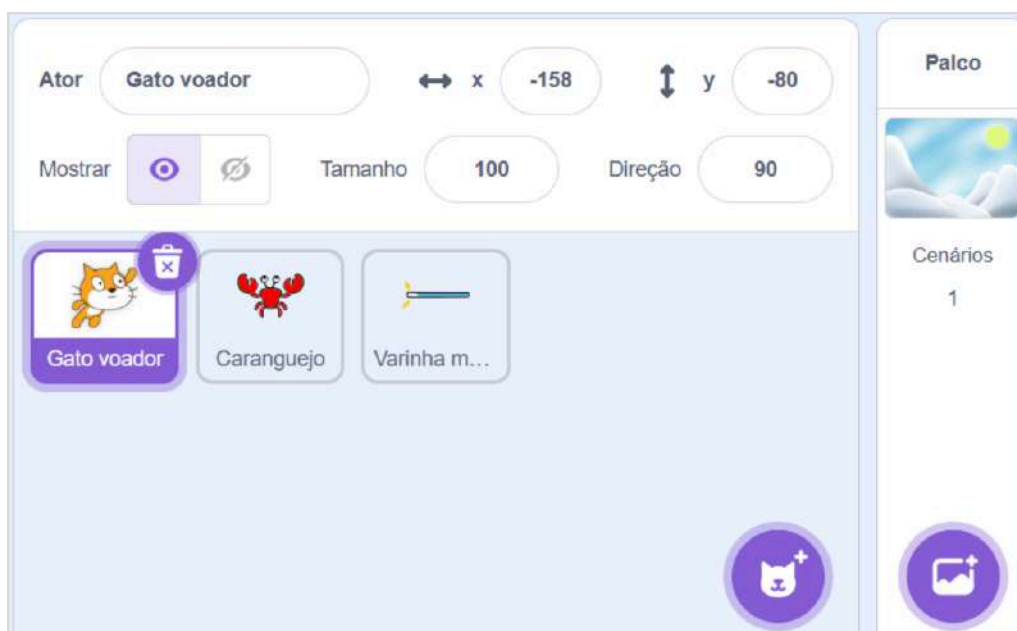 Ator Gato voador x -158 y -80
Mostrar Tamanho 100 Direção 90
Gato voador Caranguejo Varinha m...
Palco
Cenários
1